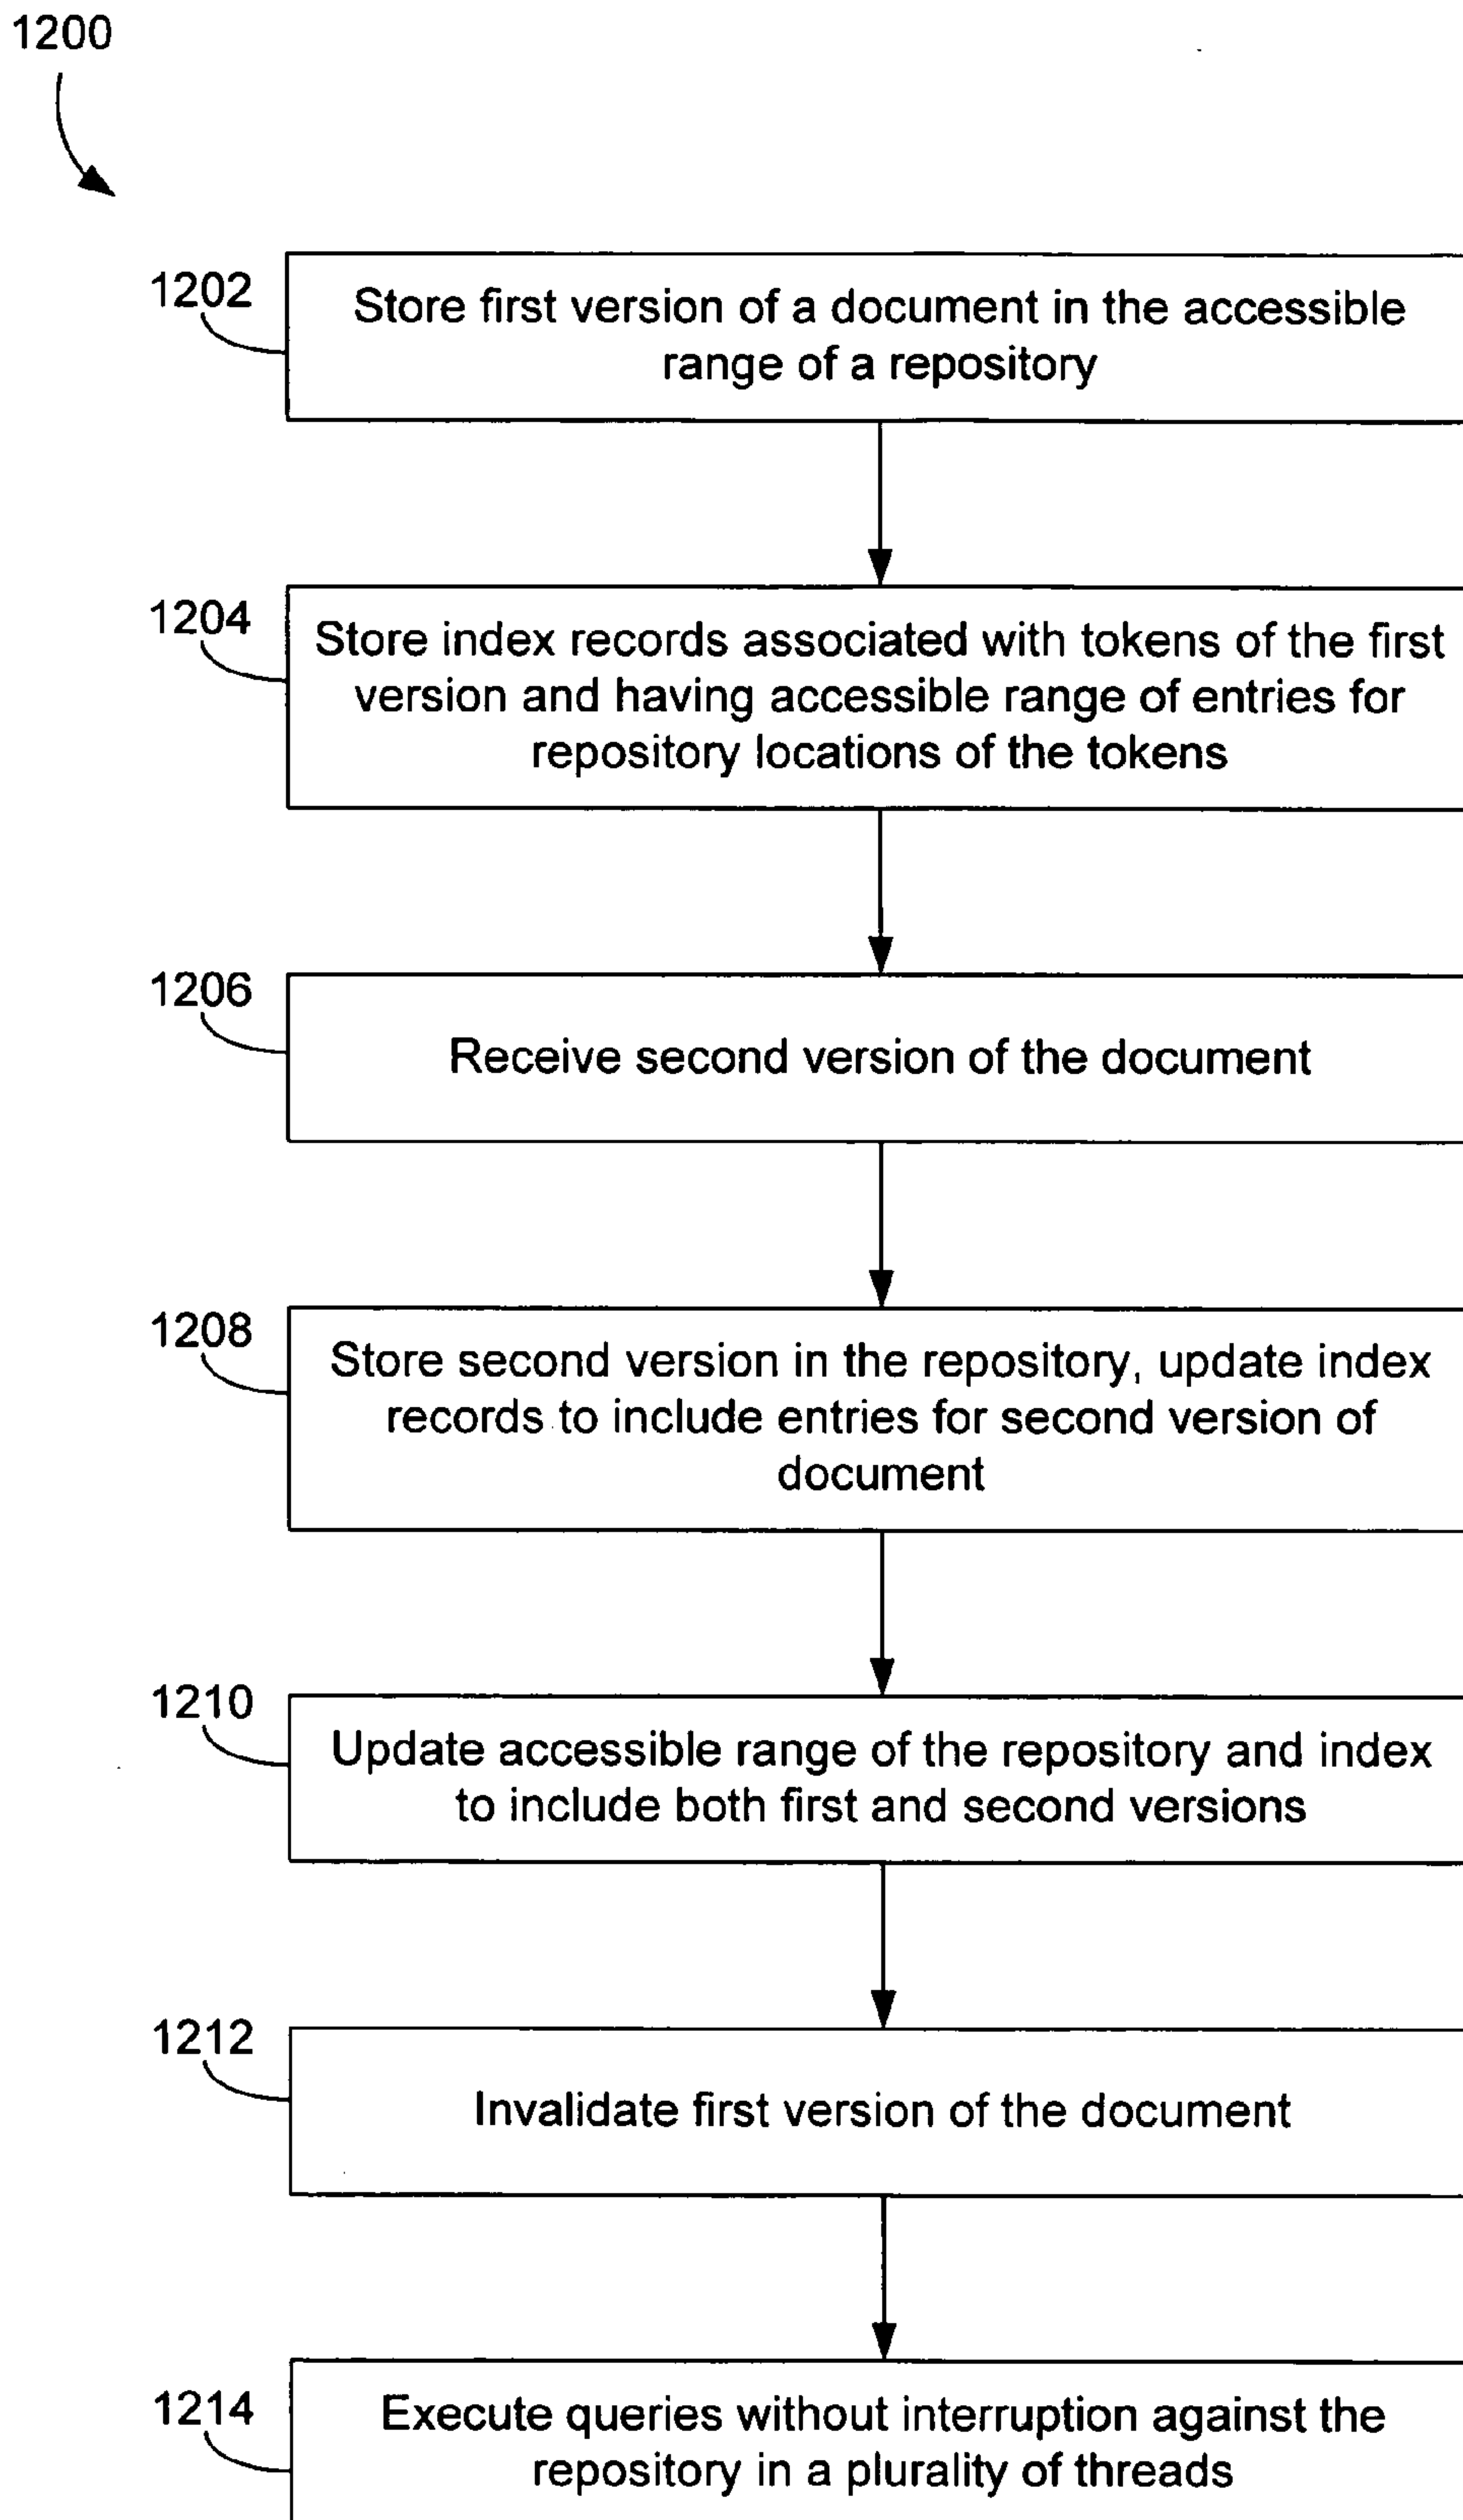 1200
1202
Store first version of a document in the accessible
range of a repository
1204
Store index records associated with tokens of the first
version and having accessible range of entries for
repository locations of the tokens
1206
Receive second version of the document
1208
Store second version in the repository, update index
records to include entries for second version of
document
1210
Update accessible range of the repository and index
to include both first and second versions
1212
Invalidate first version of the document
1214
Execute queries without interruption against the
repository in a plurality of threads